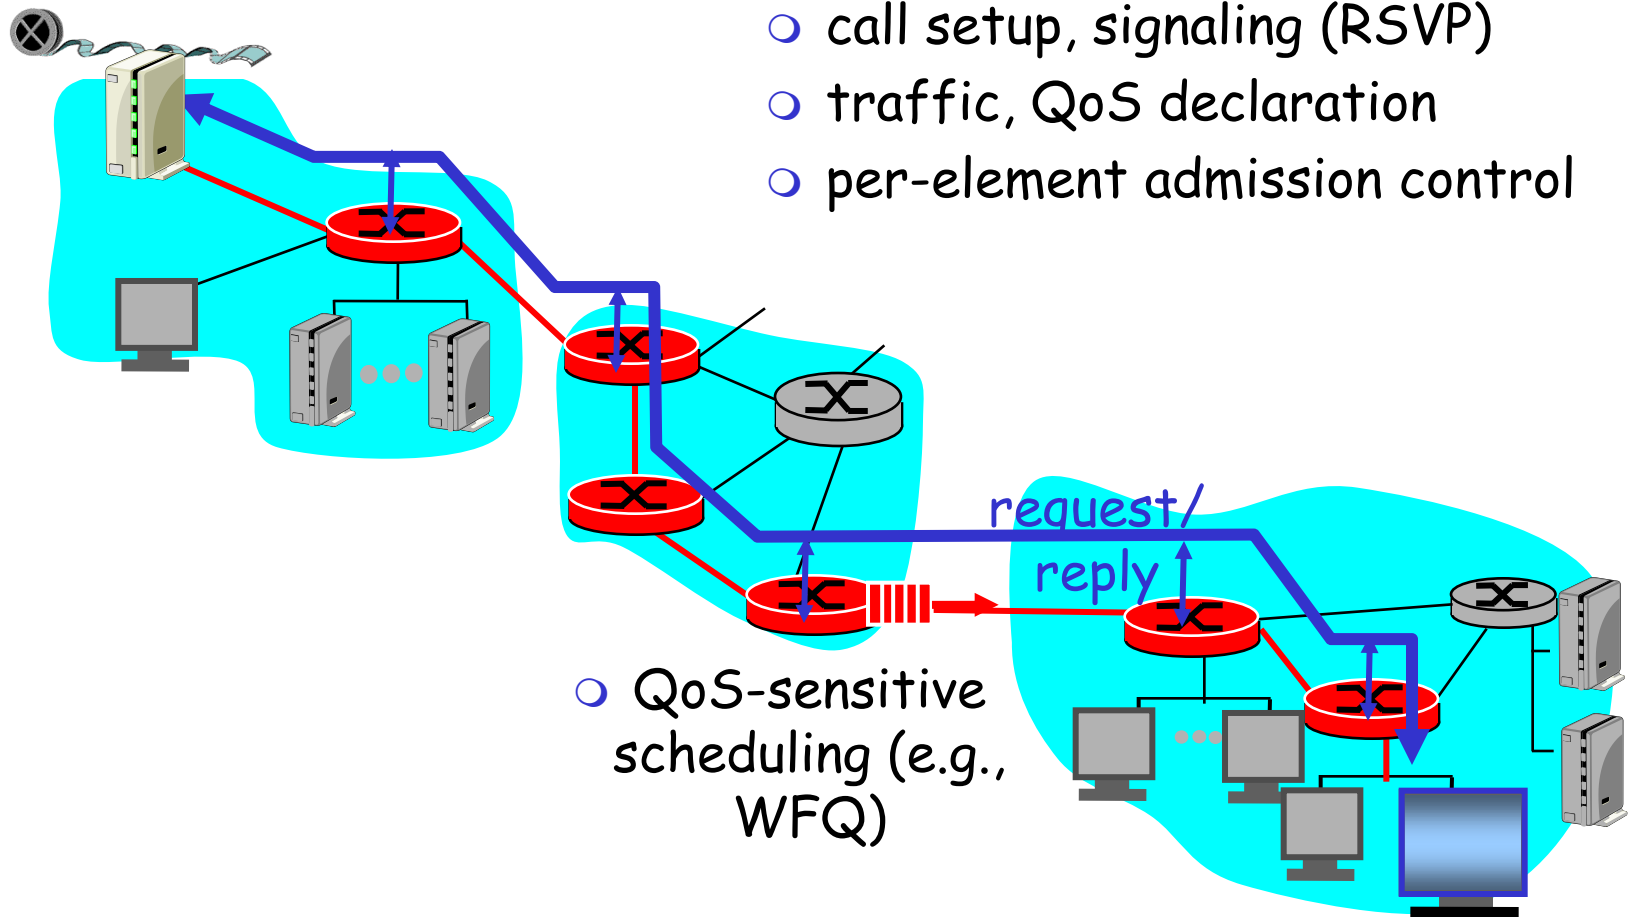 call setup, signaling (RSVP)
traffic, QoS declaration
per-element admission control
request/
reply
QoS-sensitive
scheduling (e.g.,
WFQ)